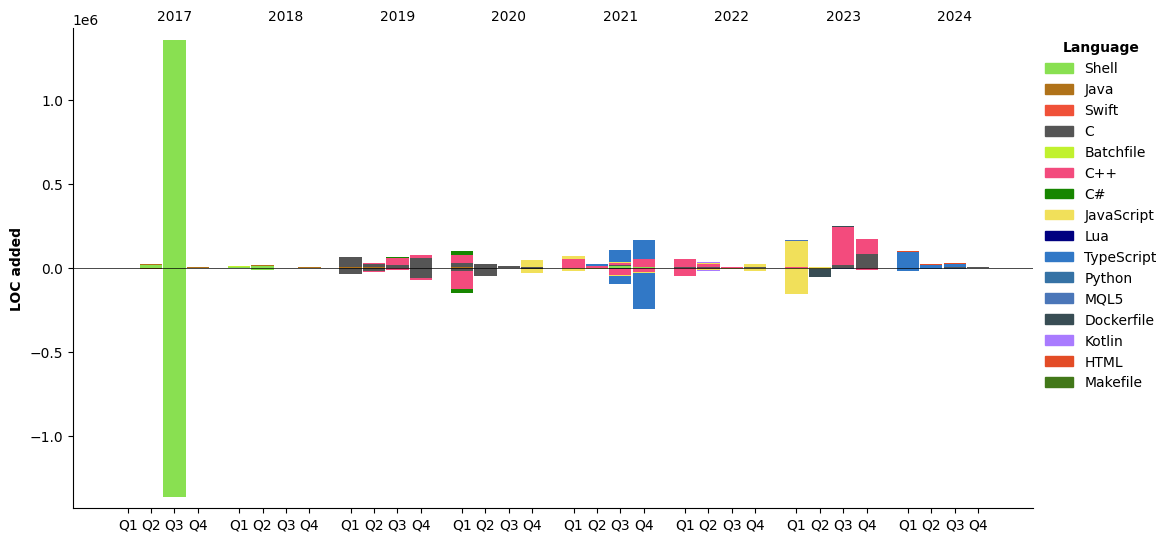 1e6
2017 2018 2019 2020 2021 2022 2023 2024
LOC added
1.0
0.5
0.0
−0.5
−1.0
Q1 Q2 Q3 Q4 Q1 Q2 Q3 Q4 Q1 Q2 Q3 Q4 Q1 Q2 Q3 Q4 Q1 Q2 Q3 Q4 Q1 Q2 Q3 Q4 Q1 Q2 Q3 Q4 Q1 Q2 Q3 Q4
Language
Shell
Java
Swift
C
Batchfile
C++
C#
JavaScript
Lua
TypeScript
Python
MQL5
Dockerfile
Kotlin
HTML
Makefile